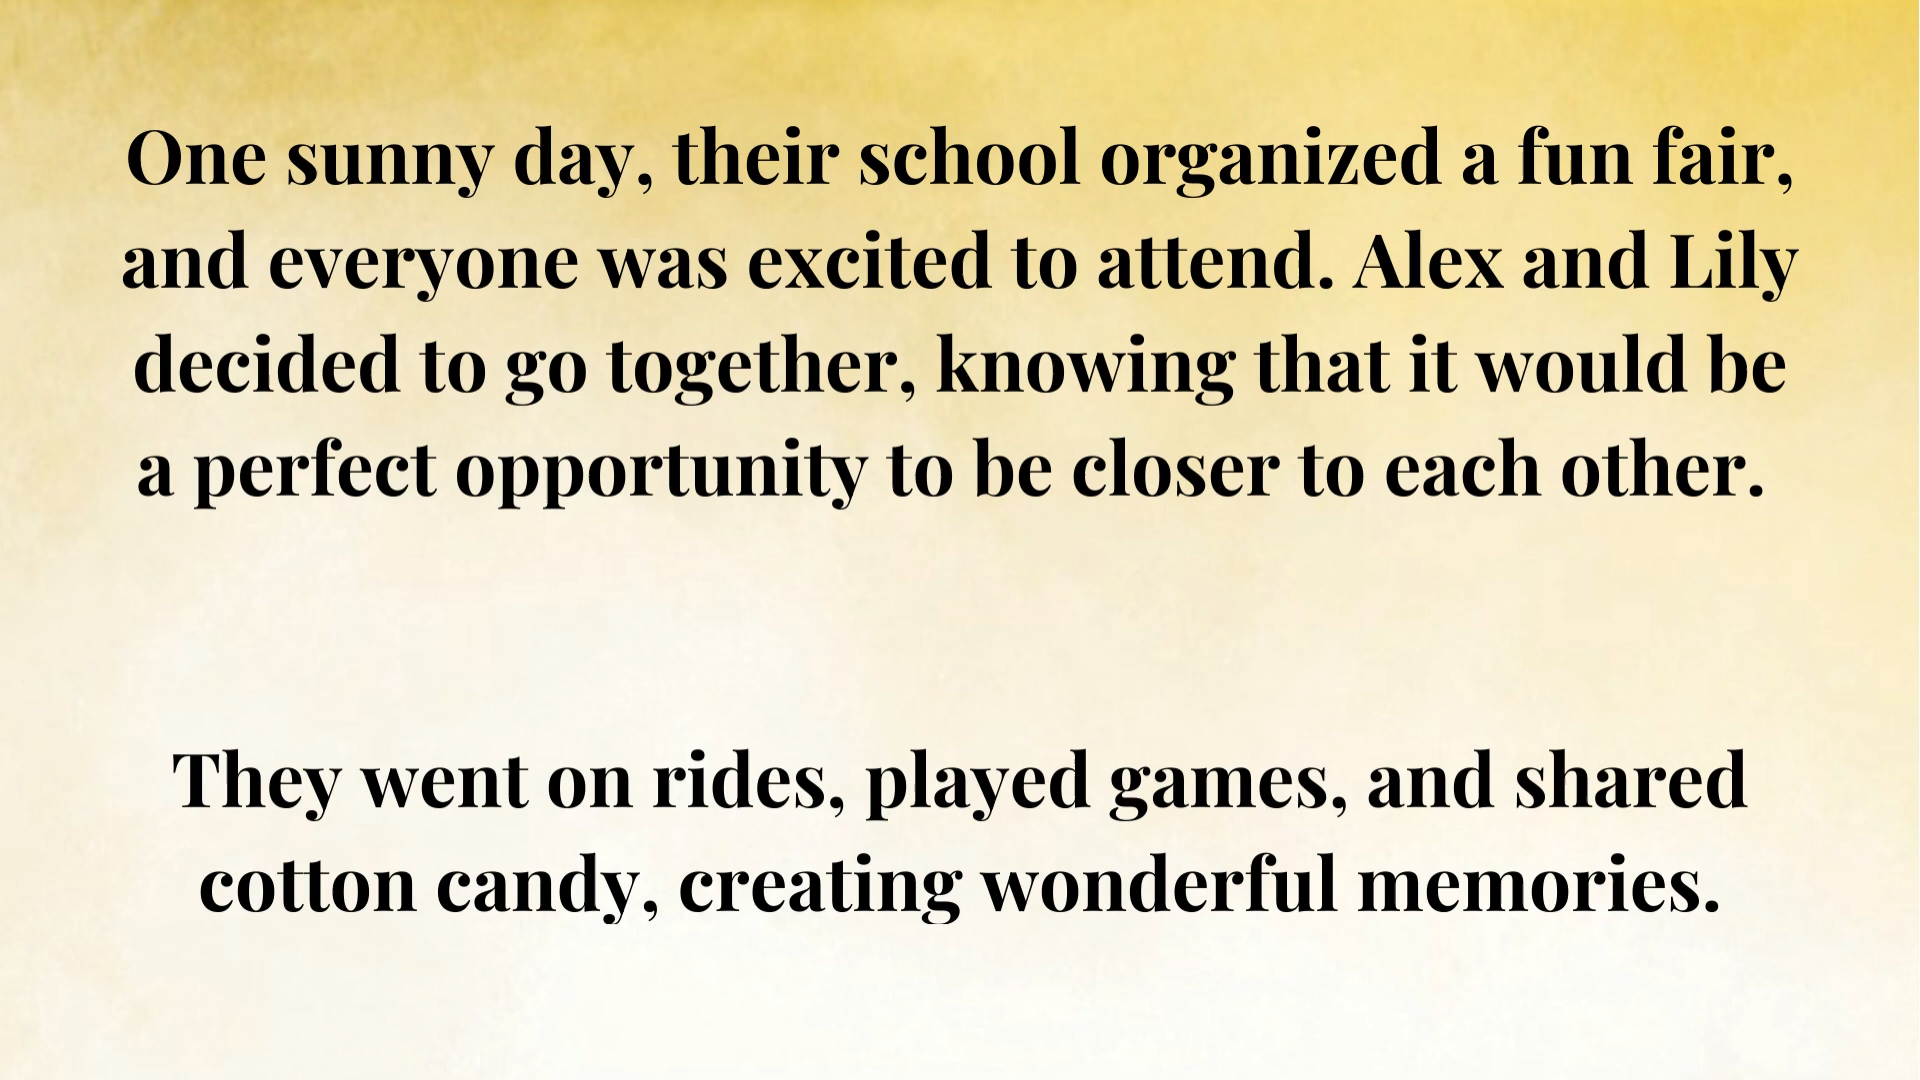 One sunny day, their school organized a fun fair,
and everyone was excited to attend. Alex and Lily
decided to go together, knowing that it would be
a perfect opportunity to be closer to each other.
They went on rides, played games, and shared
cotton candy, creating wonderful memories.